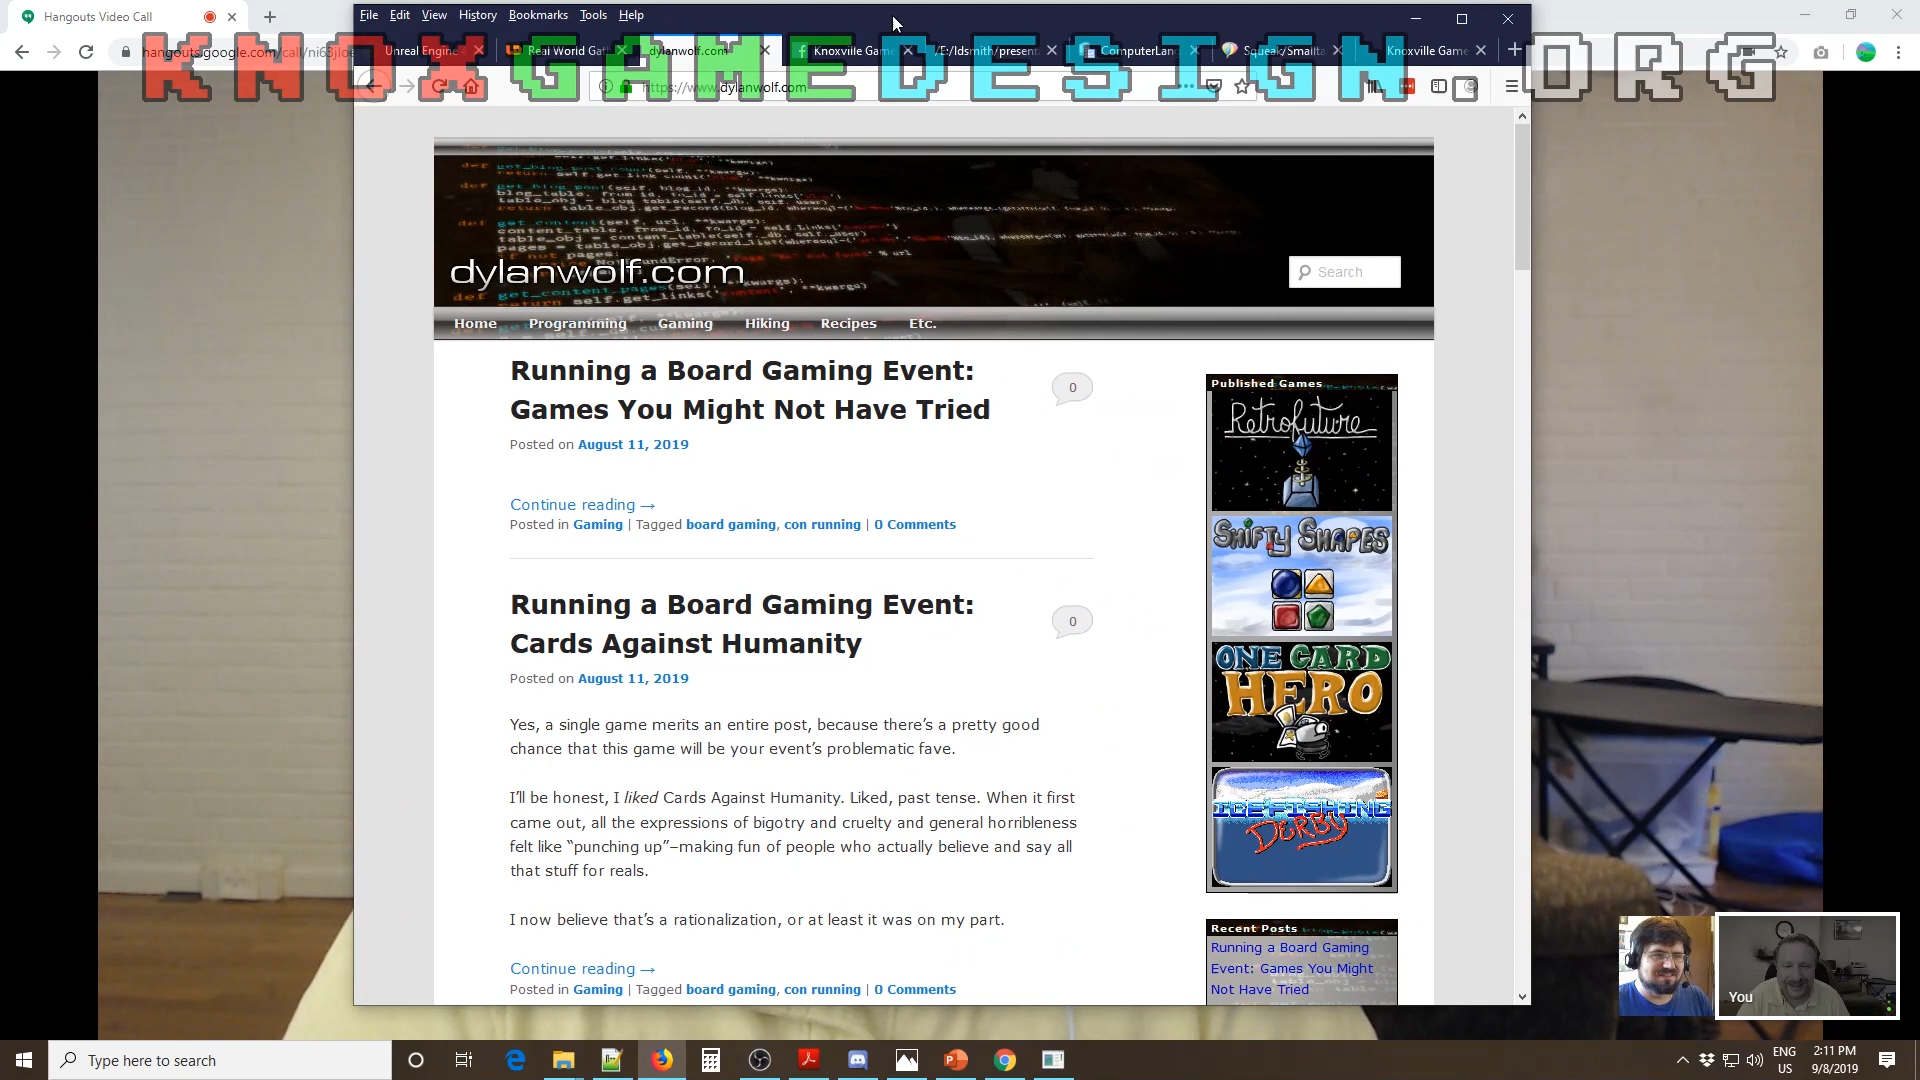 Hangouts Video Call
File Edit View History Bookmarks Tools Help
hangouts.google.com/call/ni63jlo
Unreal Engine
Real World Gat
dylanwolf.com
Knoxville Game
/E:/ldsmith/present
ComputerLand
Squeak/Smallta
Knoxville Game
KNOXGAMEDESIGN.ORG
https://www.dylanwolf.com
dylanwolf.com
Search
Home Programming Gaming Hiking Recipes Etc.
Running a Board Gaming Event:
Games You Might Not Have Tried
0
Posted on August 11, 2019
Continue reading →
Posted in Gaming | Tagged board gaming, con running | 0 Comments
Running a Board Gaming Event:
Cards Against Humanity
0
Posted on August 11, 2019
Yes, a single game merits an entire post, because there’s a pretty good
chance that this game will be your event’s problematic fave.
I’ll be honest, I liked Cards Against Humanity. Liked, past tense. When it first
came out, all the expressions of bigotry and cruelty and general horribleness
felt like “punching up”–making fun of people who actually believe and say all
that stuff for reals.
I now believe that’s a rationalization, or at least it was on my part.
Continue reading →
Posted in Gaming | Tagged board gaming, con running | 0 Comments
Published Games
Retrofuture
SHIFTY SHAPES
ONE CARD
HERO
ICE FISHING
DERBY
Recent Posts
Running a Board Gaming
Event: Games You Might
Not Have Tried
You
Type here to search
ENG
US
2:11 PM
9/8/2019